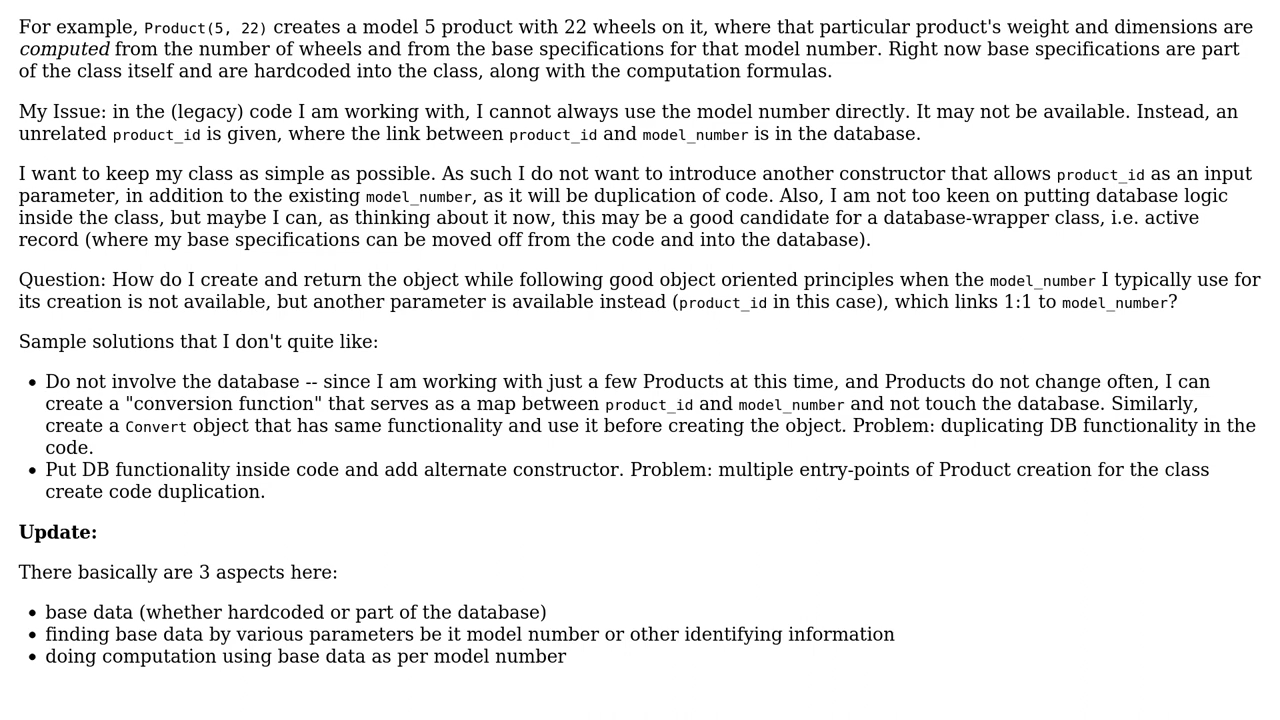 For example, Product(5, 22) creates a model 5 product with 22 wheels on it, where that particular product's weight and dimensions are
computed from the number of wheels and from the base specifications for that model number. Right now base specifications are part
of the class itself and are hardcoded into the class, along with the computation formulas.
My Issue: in the (legacy) code I am working with, I cannot always use the model number directly. It may not be available. Instead, an
unrelated product_id is given, where the link between product_id and model_number is in the database.
I want to keep my class as simple as possible. As such I do not want to introduce another constructor that allows product_id as an input
parameter, in addition to the existing model_number, as it will be duplication of code. Also, I am not too keen on putting database logic
inside the class, but maybe I can, as thinking about it now, this may be a good candidate for a database-wrapper class, i.e. active
record (where my base specifications can be moved off from the code and into the database).
Question: How do I create and return the object while following good object oriented principles when the model_number I typically use for
its creation is not available, but another parameter is available instead (product_id in this case), which links 1:1 to model_number?
Sample solutions that I don't quite like:
• Do not involve the database -- since I am working with just a few Products at this time, and Products do not change often, I can
create a "conversion function" that serves as a map between product_id and model_number and not touch the database. Similarly,
create a Convert object that has same functionality and use it before creating the object. Problem: duplicating DB functionality in the
code.
• Put DB functionality inside code and add alternate constructor. Problem: multiple entry-points of Product creation for the class
create code duplication.
Update:
There basically are 3 aspects here:
• base data (whether hardcoded or part of the database)
• finding base data by various parameters be it model number or other identifying information
• doing computation using base data as per model number